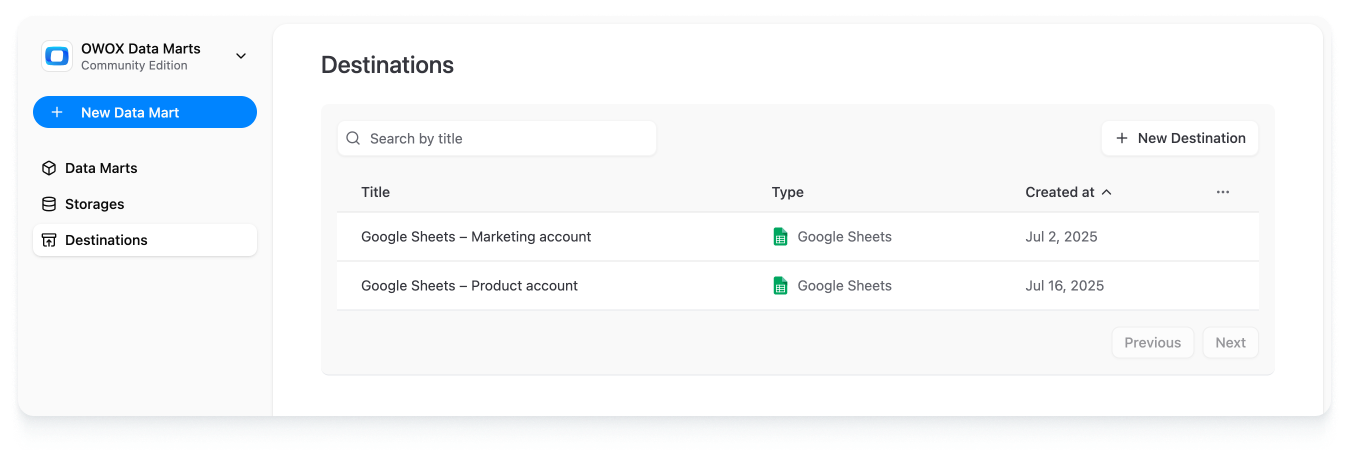 OWOX Data Marts
Community Edition
New Data Mart
Data Marts
Storages
Destinations
Destinations
Search by title
New Destination
Title Type Created at
Google Sheets – Marketing account Google Sheets Jul 2, 2025
Google Sheets – Product account Google Sheets Jul 16, 2025
Previous Next